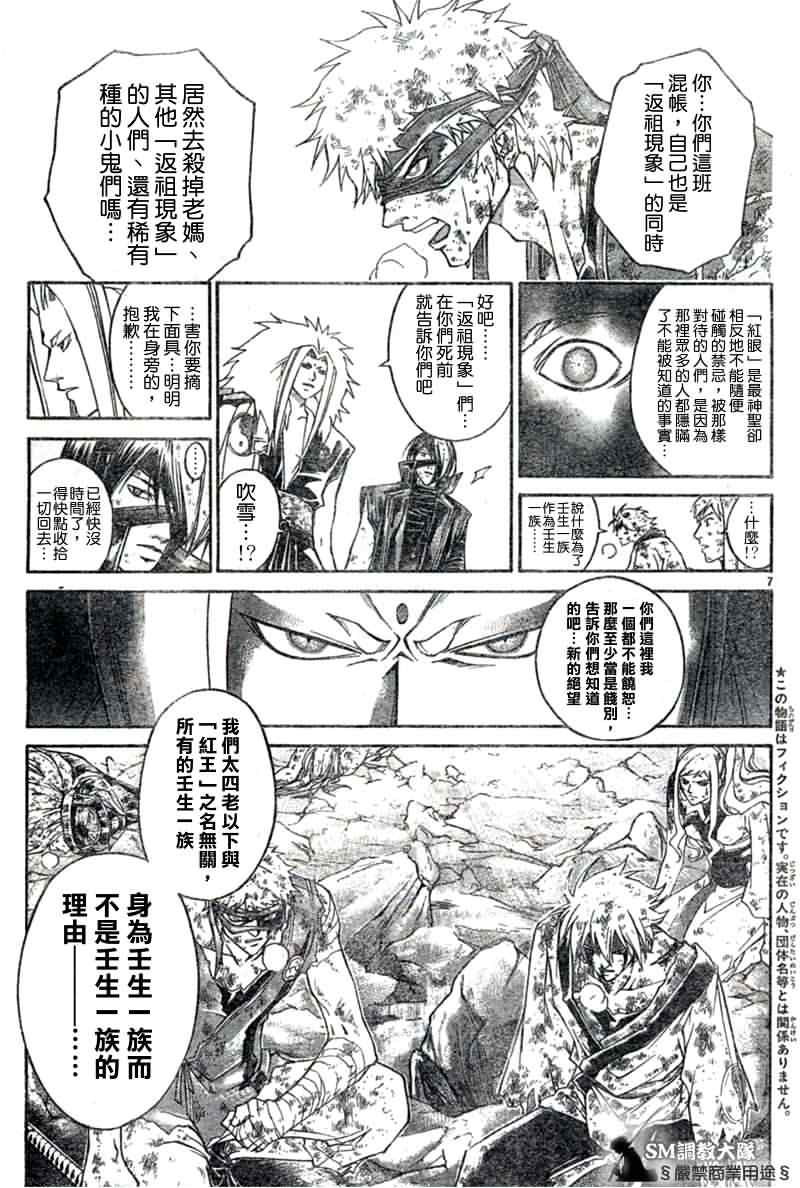 你…你們這班
混帳，自己也是
「返祖現象」的同時
居然去殺掉老媽、
其他「返祖現象」
的人們、還有稀有
種的小鬼們嗎…
「紅眼」是最神聖卻
相反地不能隨便
碰觸的禁忌，被那樣
對待的人們，是因為
那裡眾多的人都隱瞞
了不能被知道的事實…
…什麼!?
說什麼為了
作為壬生
一族…
好吧……
「返祖現象」們…
在你們死前
就告訴你們吧
吹雪…!?
…害你要摘
下面具…明明
我在身旁的，
抱歉………
……
已經快沒
時間了，
得快點收拾
一切回去…
7
你們這裡我
一個都不能饒恕…
那麼至少當是餞別，
告訴你們想知道
的吧…新的絕望
我們太四老以下與
「紅王」之名無關，
所有的壬生一族
身為壬生一族而
不是壬生一族的
理由——……
★この物語はフィクションです。実在の人物、団体名等とは関係ありません。
SM調教大隊
§嚴禁商業用途§